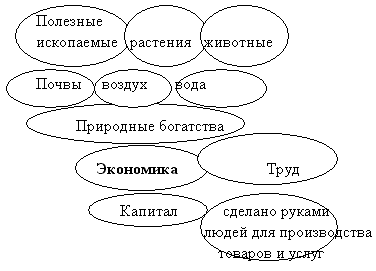 Полезные
ископаемые растения животные
Почвы воздух вода
Природные богатства
Экономика Труд
Капитал сделано руками
людей для производства
товаров и услуг